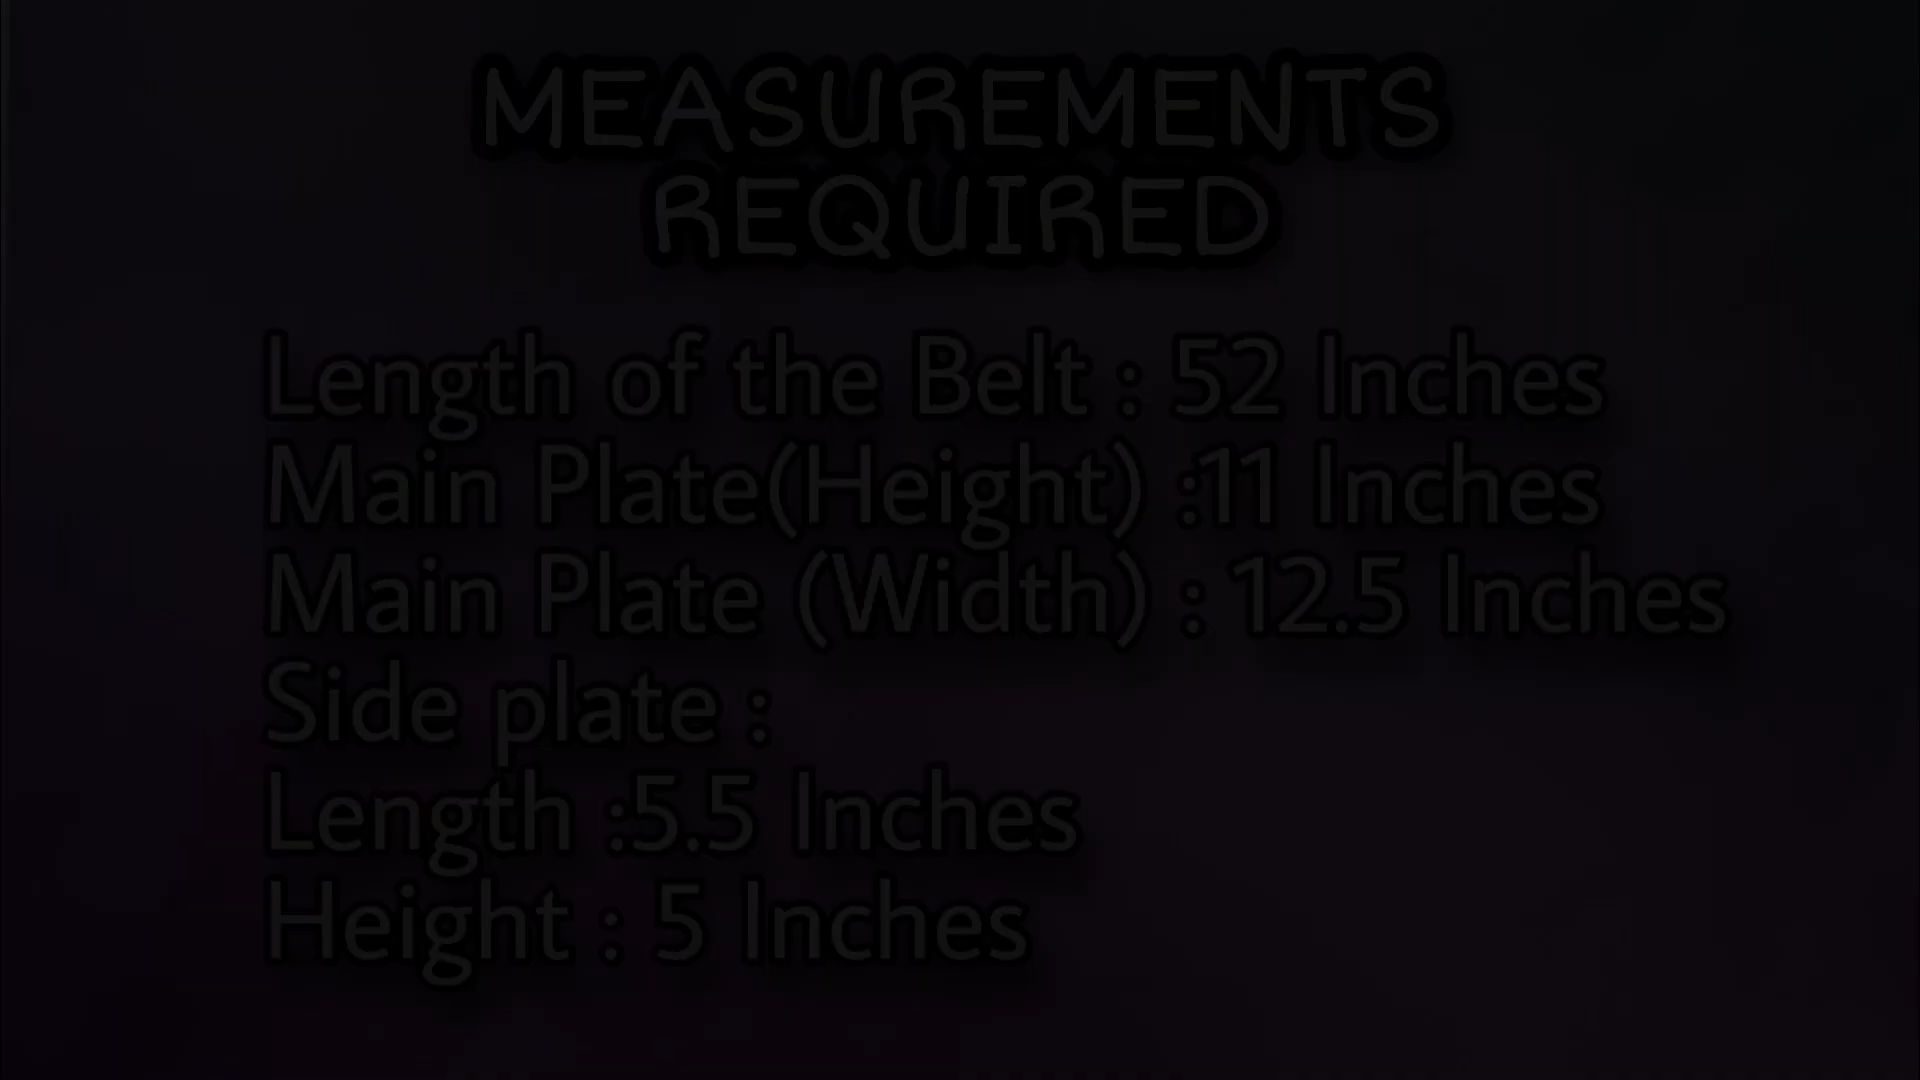 MEASUREMENTS
REQUIRED
Length of the Belt : 52 Inches
Main Plate(Height) :11 Inches
Main Plate (Width) : 12.5 Inches
Side plate :
Length :5.5 Inches
Height : 5 Inches